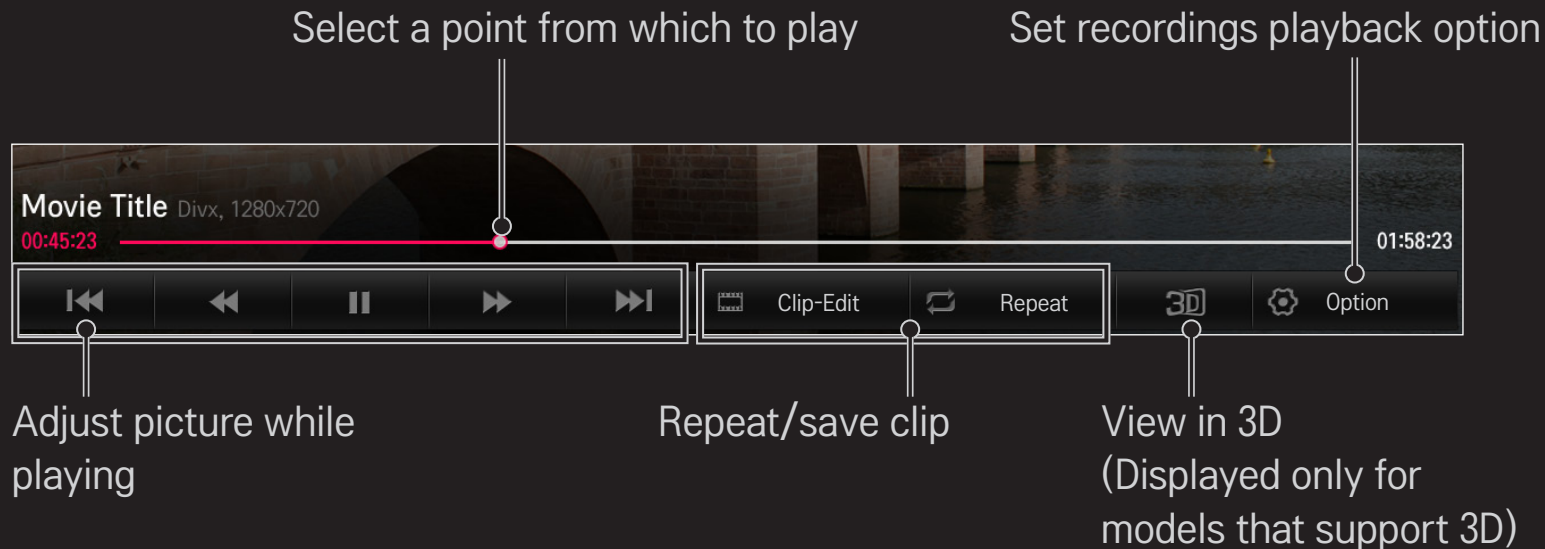 Select a point from which to play
Set recordings playback option
Movie Title Divx, 1280x720
00:45:23
01:58:23
Clip-Edit
Repeat
3D
Option
Adjust picture while
playing
Repeat/save clip
View in 3D
(Displayed only for
models that support 3D)